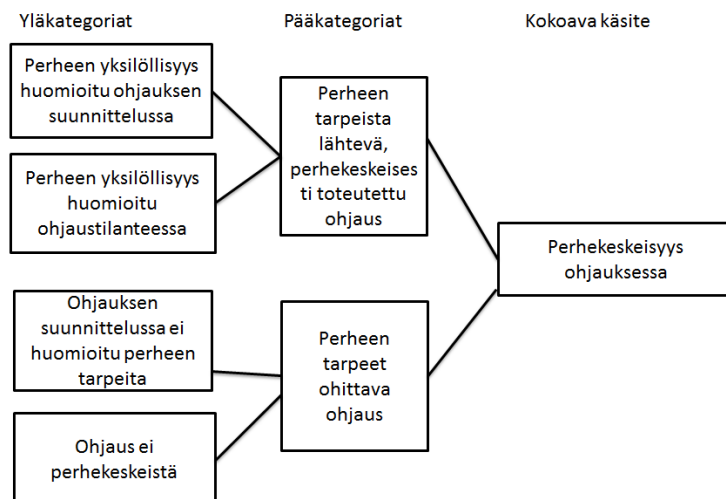 Yläkategoriat
Pääkategoriat
Kokoava käsite
Perheen yksilöllisyys
huomioitu ohjauksen
suunnittelussa
Perheen yksilöllisyys
huomioitu
ohjaustilanteessa
Ohjauksen
suunnittelussa ei
huomioitu perheen
tarpeita
Ohjaus ei
perhekeskeistä
Perheen
tarpeista
lähtevä,
perhekeskeises
ti toteutettu
ohjaus
Perheen
tarpeet
ohittava
ohjaus
Perhekeskeisyys
ohjauksessa